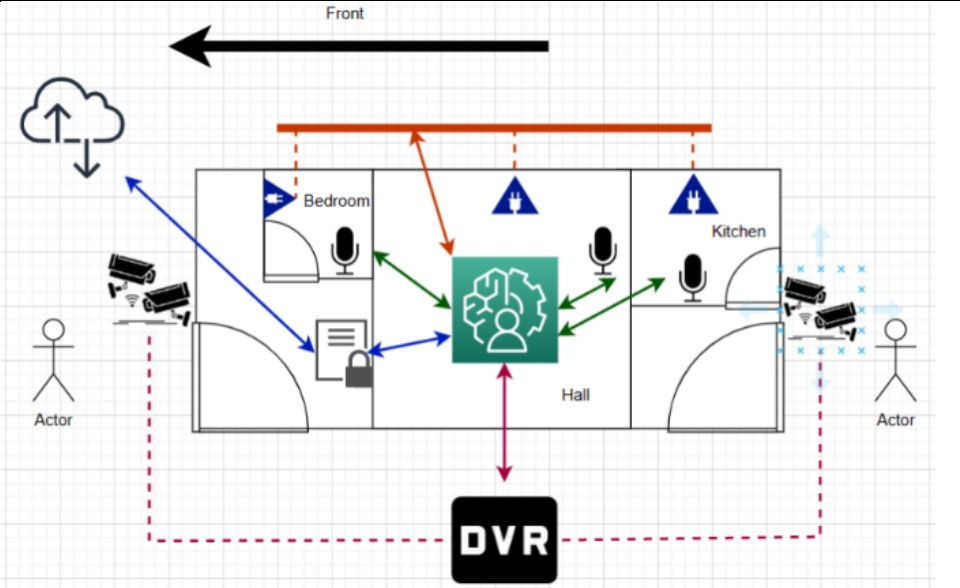 Front
Bedroom
Kitchen
Hall
Actor
Actor
DVR